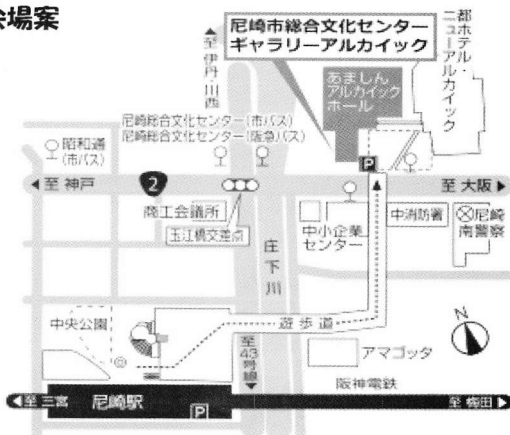 会場案
至 伊丹・川西
尼崎市総合文化センター
ギャラリーアルカイック
都ホテル・
ニューアルカイック
あましん
アルカイック
ホール
尼崎総合文化センター(市バス)
尼崎総合文化センター(阪急バス)
昭和通
(市バス)
P
至 神戸
2
至 大阪
商工会議所
玉江橋交差点
庄下川
中小企業
センター
中消防署
尼崎
南警察
中央公園
遊歩道
至43号線
アマゴッタ
N
阪神電鉄
至 三宮
尼崎駅
P
至 梅田